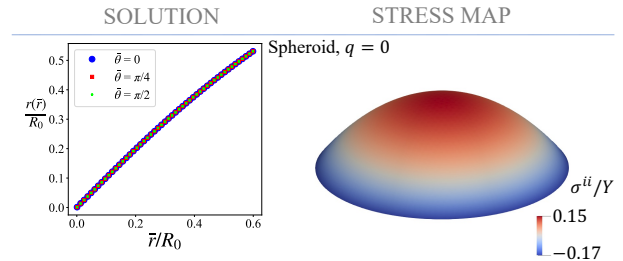 SOLUTION
STRESS MAP
Spheroid, q = 0
θ̄ = 0
θ̄ = π/4
θ̄ = π/2
r(r̄)
R₀
0.5
0.4
0.3
0.2
0.1
0.0
0.0 0.2 0.4 0.6
r̄/R₀
σⁱⁱ/Y
0.15
−0.17